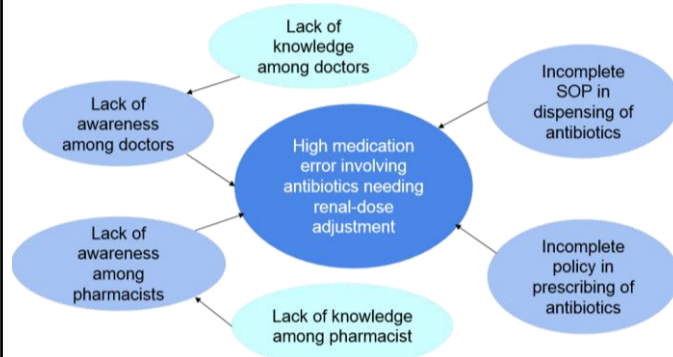 Lack of
knowledge
among doctors
Lack of
awareness
among doctors
Incomplete
SOP in
dispensing of
antibiotics
High medication
error involving
antibiotics needing
renal-dose
adjustment
Lack of
awareness
among
pharmacists
Incomplete
policy in
prescribing of
antibiotics
Lack of knowledge
among pharmacist